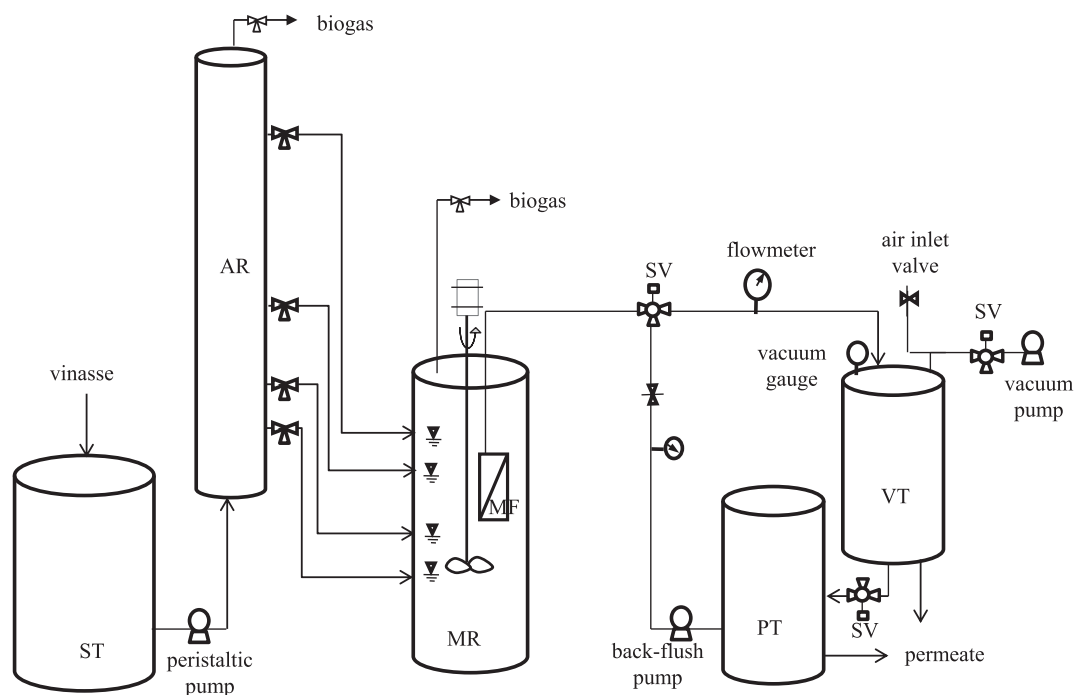 biogas
biogas
AR
SV
flowmeter
air inlet
valve
SV
vacuum
gauge
vacuum
pump
vinasse
MF
VT
ST
peristaltic
pump
MR
back-flush
pump
PT
SV
permeate